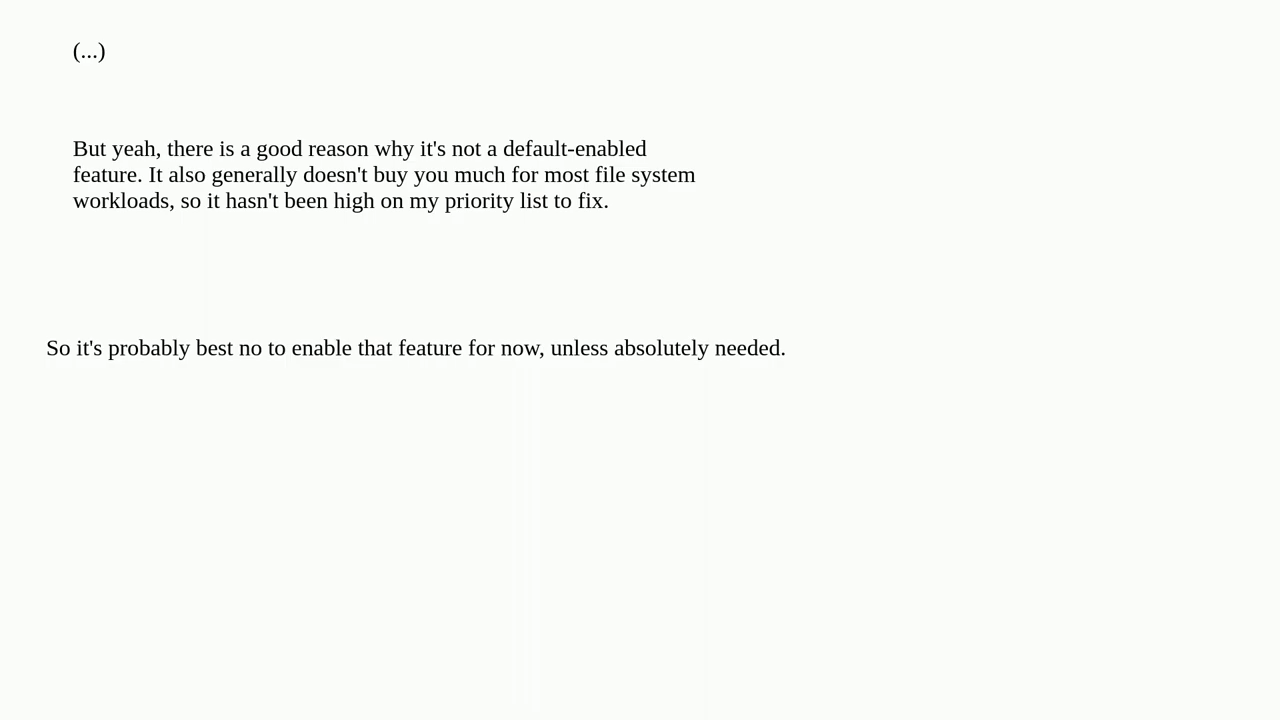 (...)
But yeah, there is a good reason why it's not a default-enabled
feature. It also generally doesn't buy you much for most file system
workloads, so it hasn't been high on my priority list to fix.
So it's probably best no to enable that feature for now, unless absolutely needed.